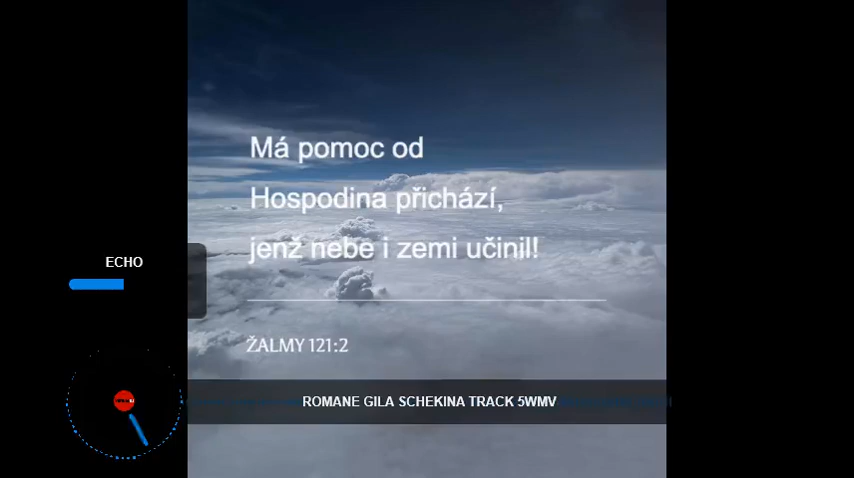 Má pomoc od
Hospodina přichází,
jenž nebe i zemi učinil!
ECHO
ŽALMY 121:2
ROMANE GILA SCHEKINA TRACK 5WMV